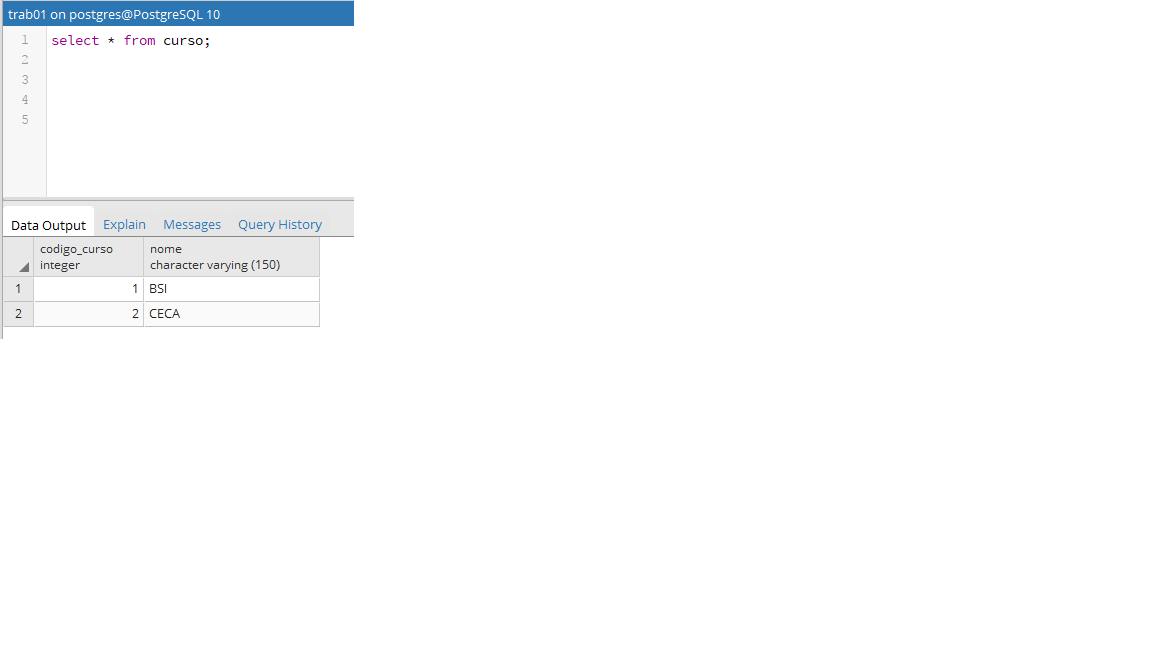 trab01 on postgres@PostgreSQL 10
1 select * from curso;
2
3
4
5
Data Output Explain Messages Query History
codigo_curso nome
integer character varying (150)
1 1 BSI
2 2 CECA